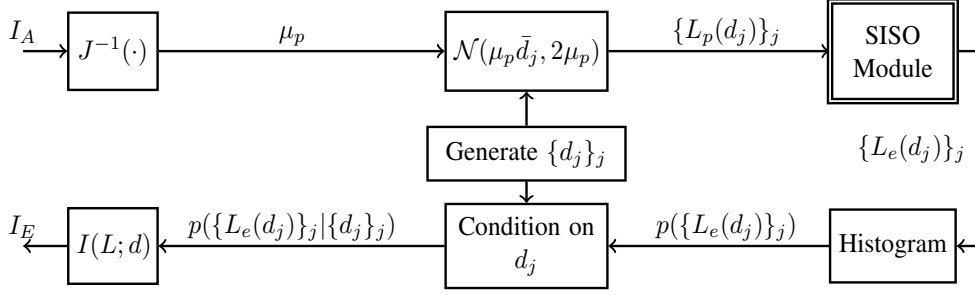 I_A
J^{-1}(·)
μ_p
𝒩(μ_p d̄_j, 2μ_p)
{L_p(d_j)}_j
SISO
Module
Generate {d_j}_j
{L_e(d_j)}_j
I_E
I(L; d)
p({L_e(d_j)}_j|{d_j}_j)
Condition on
d_j
p({L_e(d_j)}_j)
Histogram